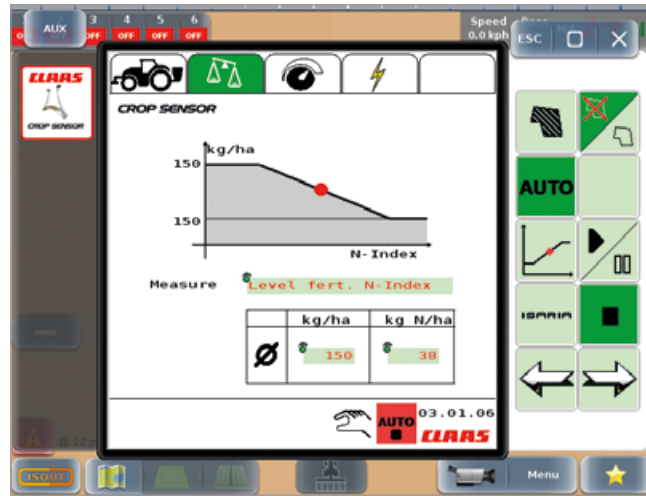 AUX
3 4 5 6
OFF OFF OFF OFF
Speed
0.0 kph
ESC
CLAAS
CROP SENSOR
CROP SENSOR
kg/ha
150
150
N-Index
Measure
Level fert. N-Index
kg/ha kg N/ha
Ø 150 38
AUTO 03.01.06
CLAAS
AUTO
ISARIA
12 m
ISOUT
Menu